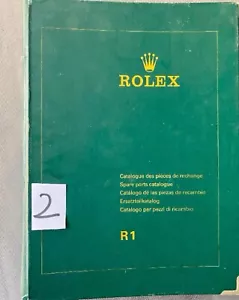 ROLEX
Catalogue des pièces de rechange
Spare parts catalogue
Catálogo de las piezas de recambio
Ersatzteilkatalog
Catalogo per pezzi di ricambio
2
R1